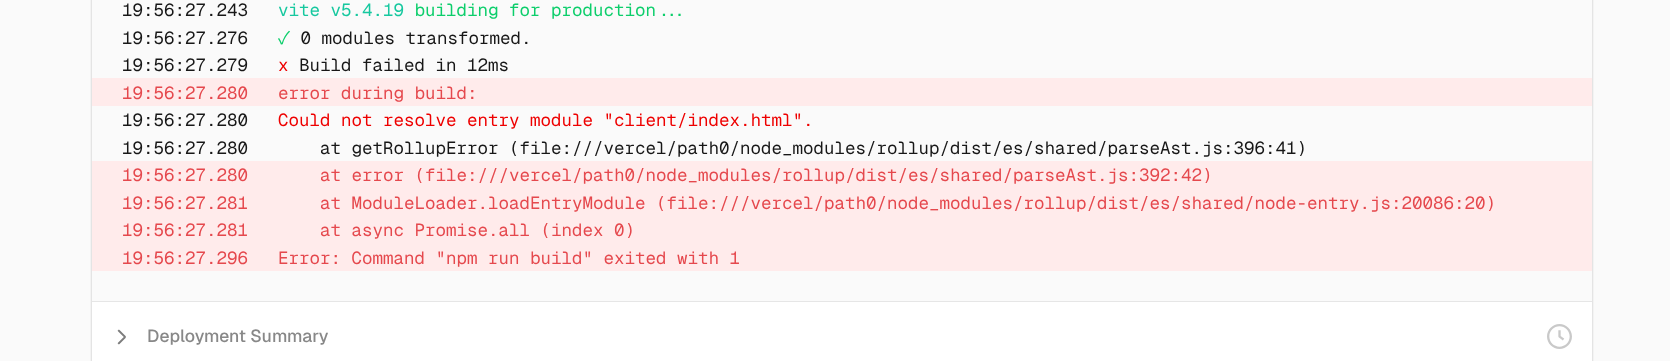 19:56:27.243 vite v5.4.19 building for production...
19:56:27.276 ✓ 0 modules transformed.
19:56:27.279 x Build failed in 12ms
19:56:27.280 error during build:
19:56:27.280 Could not resolve entry module "client/index.html".
19:56:27.280 at getRollupError (file:///vercel/path0/node_modules/rollup/dist/es/shared/parseAst.js:396:41)
19:56:27.280 at error (file:///vercel/path0/node_modules/rollup/dist/es/shared/parseAst.js:392:42)
19:56:27.281 at ModuleLoader.loadEntryModule (file:///vercel/path0/node_modules/rollup/dist/es/shared/node-entry.js:20086:20)
19:56:27.281 at async Promise.all (index 0)
19:56:27.296 Error: Command "npm run build" exited with 1
Deployment Summary